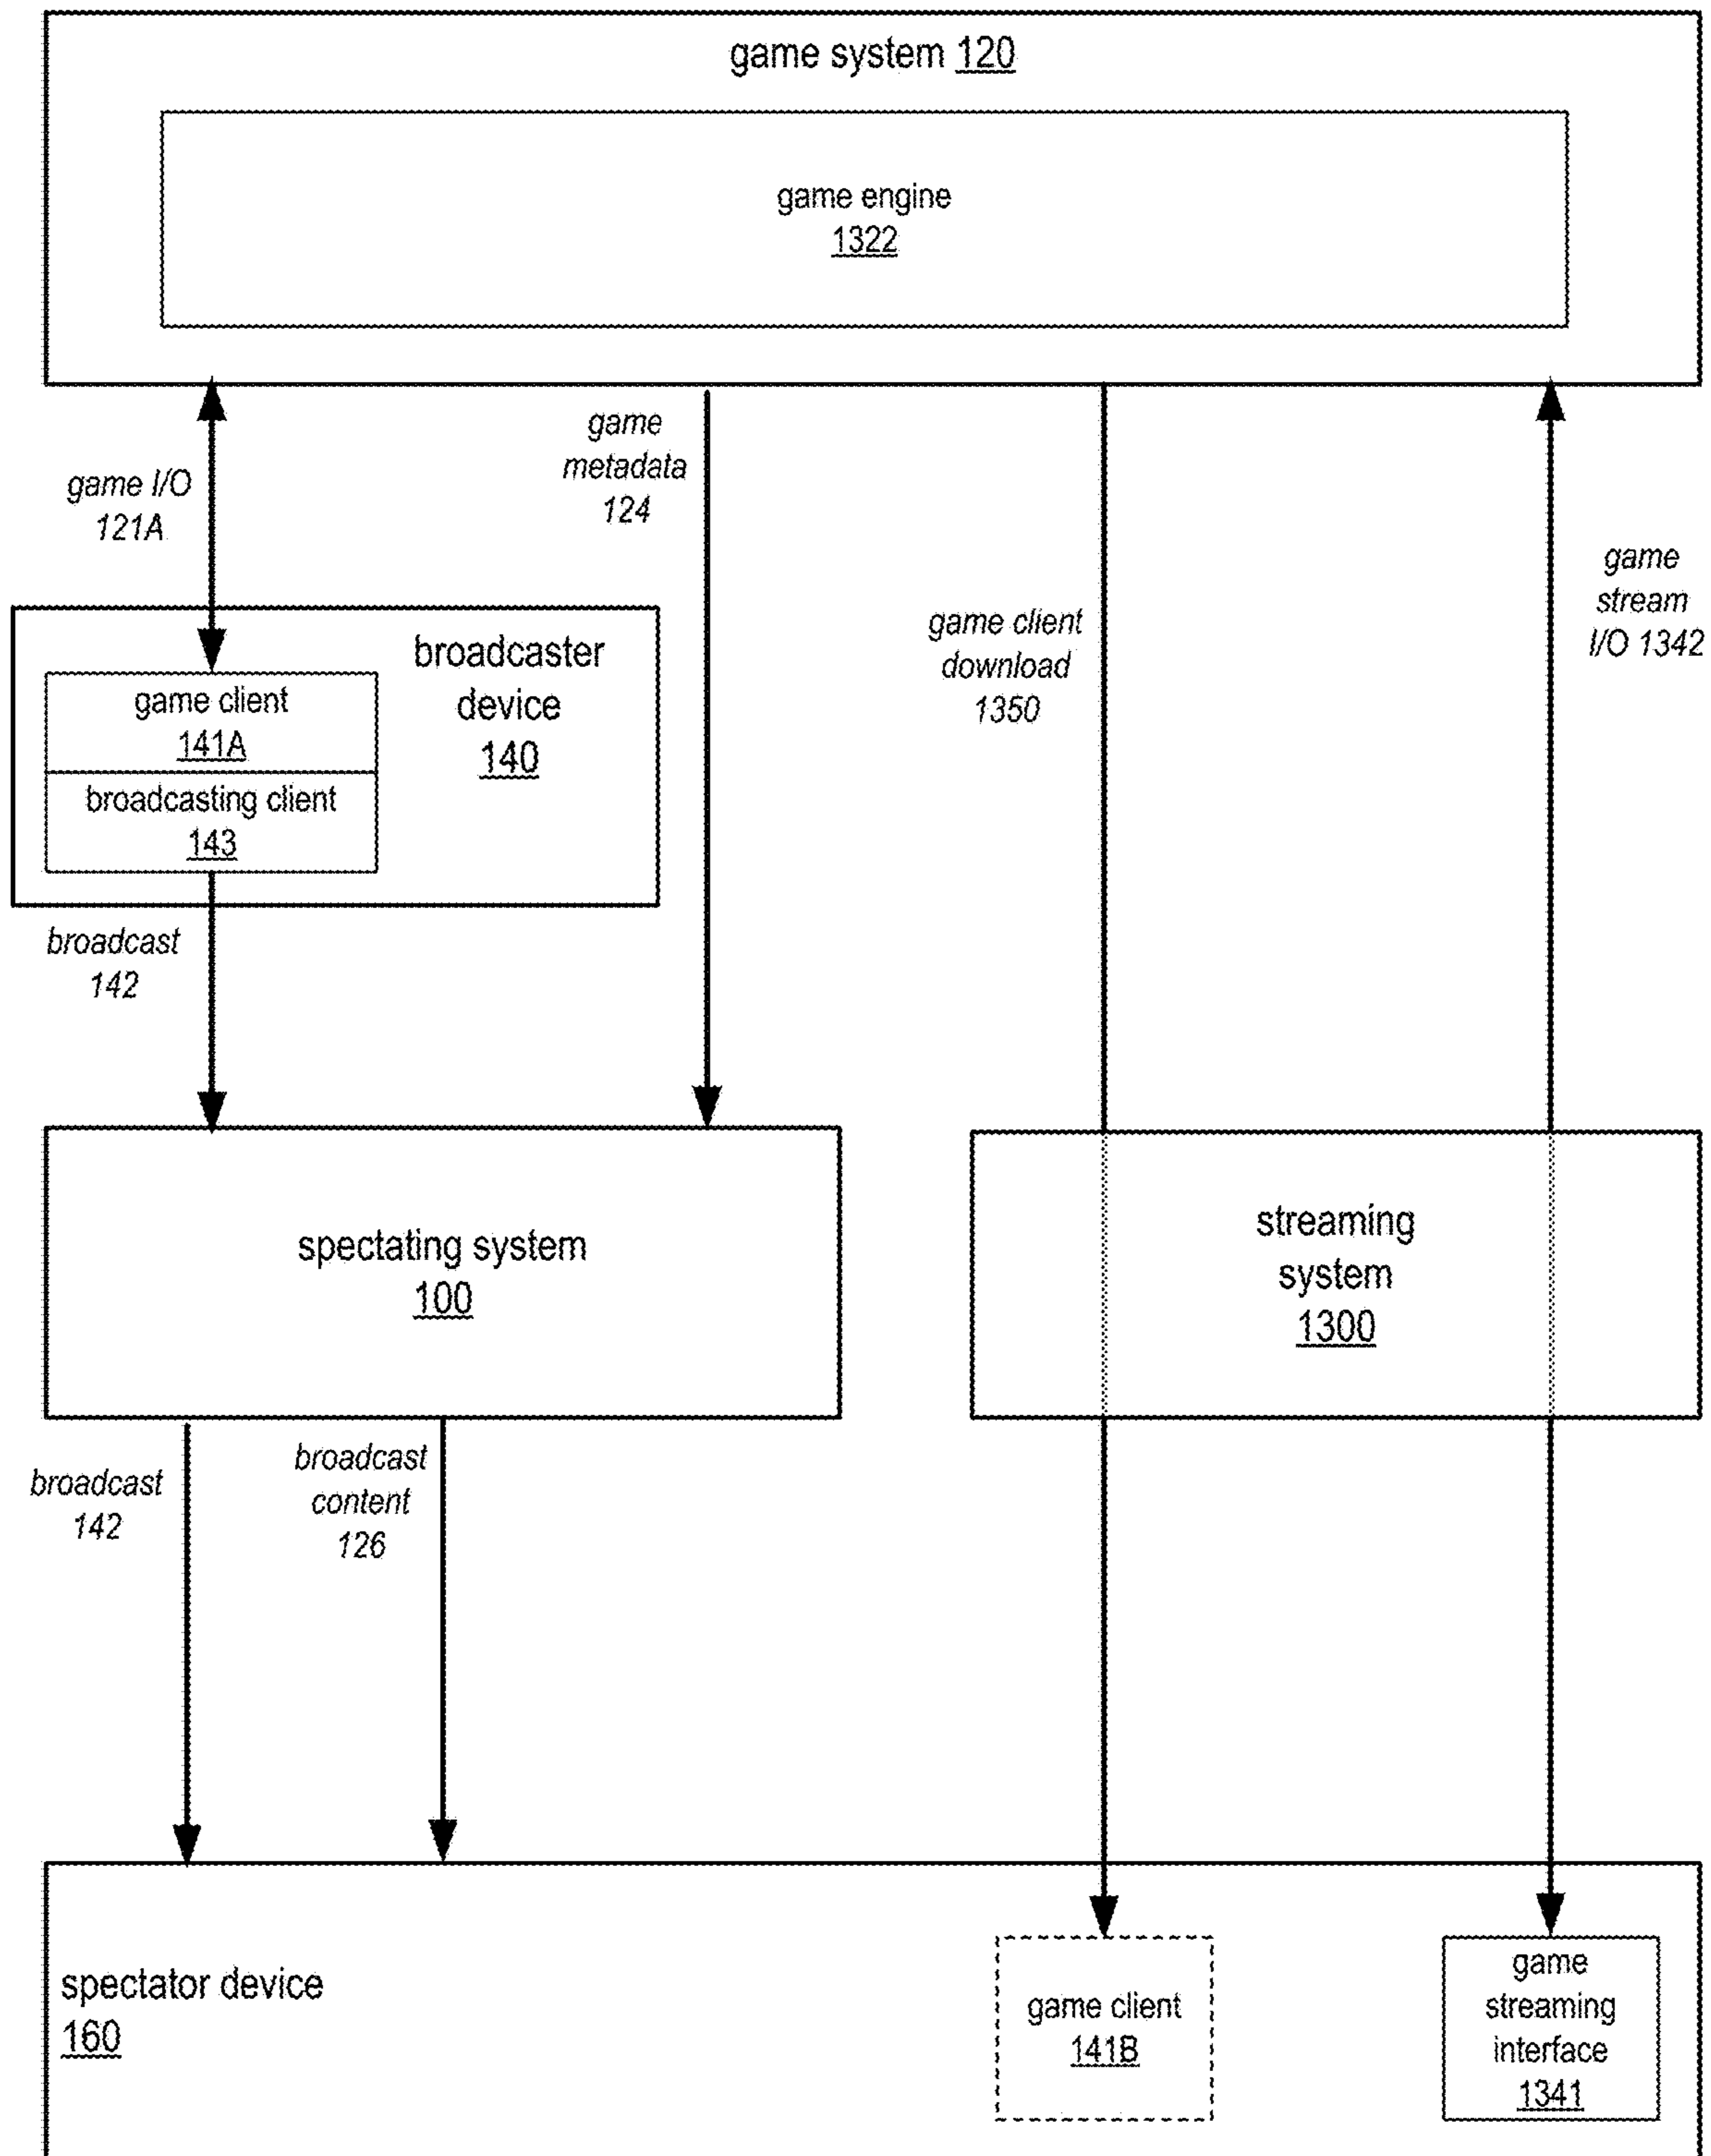 game system 120
game engine
1322
game
metadata
124
game I/O
121A
game
stream
I/O 1342
game client
download
1350
broadcaster
device
140
game client
141A
broadcasting client
143
broadcast
142
spectating system
100
streaming
system
1300
broadcast
142
broadcast
content
126
spectator device
160
game client
141B
game
streaming
interface
1341